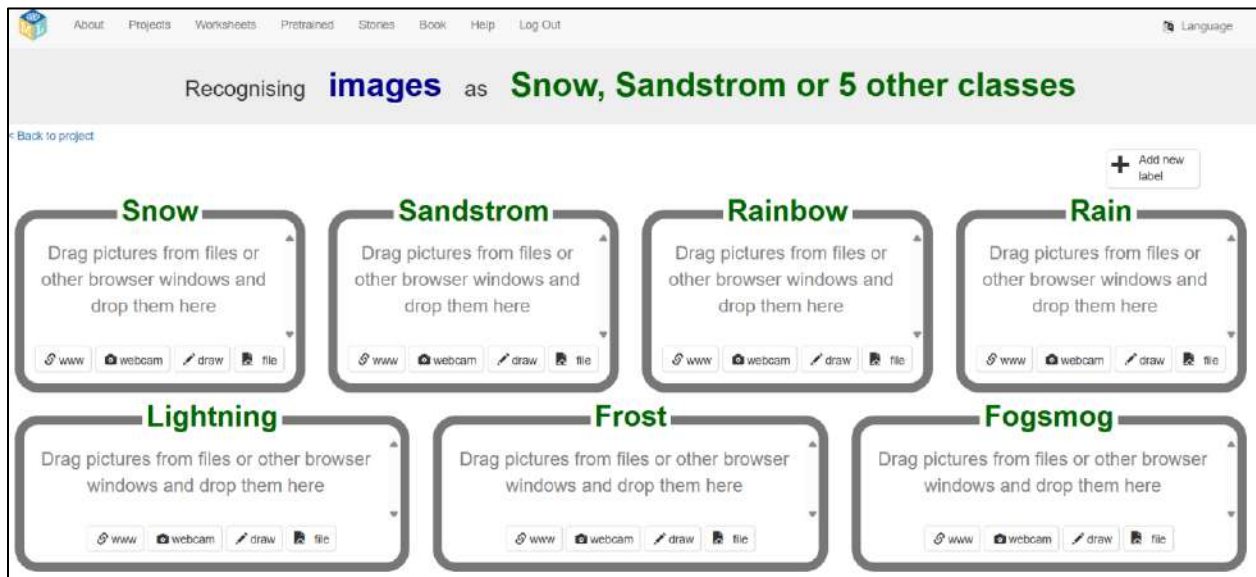 About Projects Worksheets Pretrained Stories Book Help Log Out Language
Recognising images as Snow, Sandstrom or 5 other classes
< Back to project
Add new
label
Snow
Drag pictures from files or
other browser windows and
drop them here
www webcam draw file
Sandstrom
Drag pictures from files or
other browser windows and
drop them here
www webcam draw file
Rainbow
Drag pictures from files or
other browser windows and
drop them here
www webcam draw file
Rain
Drag pictures from files or
other browser windows and
drop them here
www webcam draw file
Lightning
Drag pictures from files or other browser
windows and drop them here
www webcam draw file
Frost
Drag pictures from files or other browser
windows and drop them here
www webcam draw file
Fogsmog
Drag pictures from files or other browser
windows and drop them here
www webcam draw file